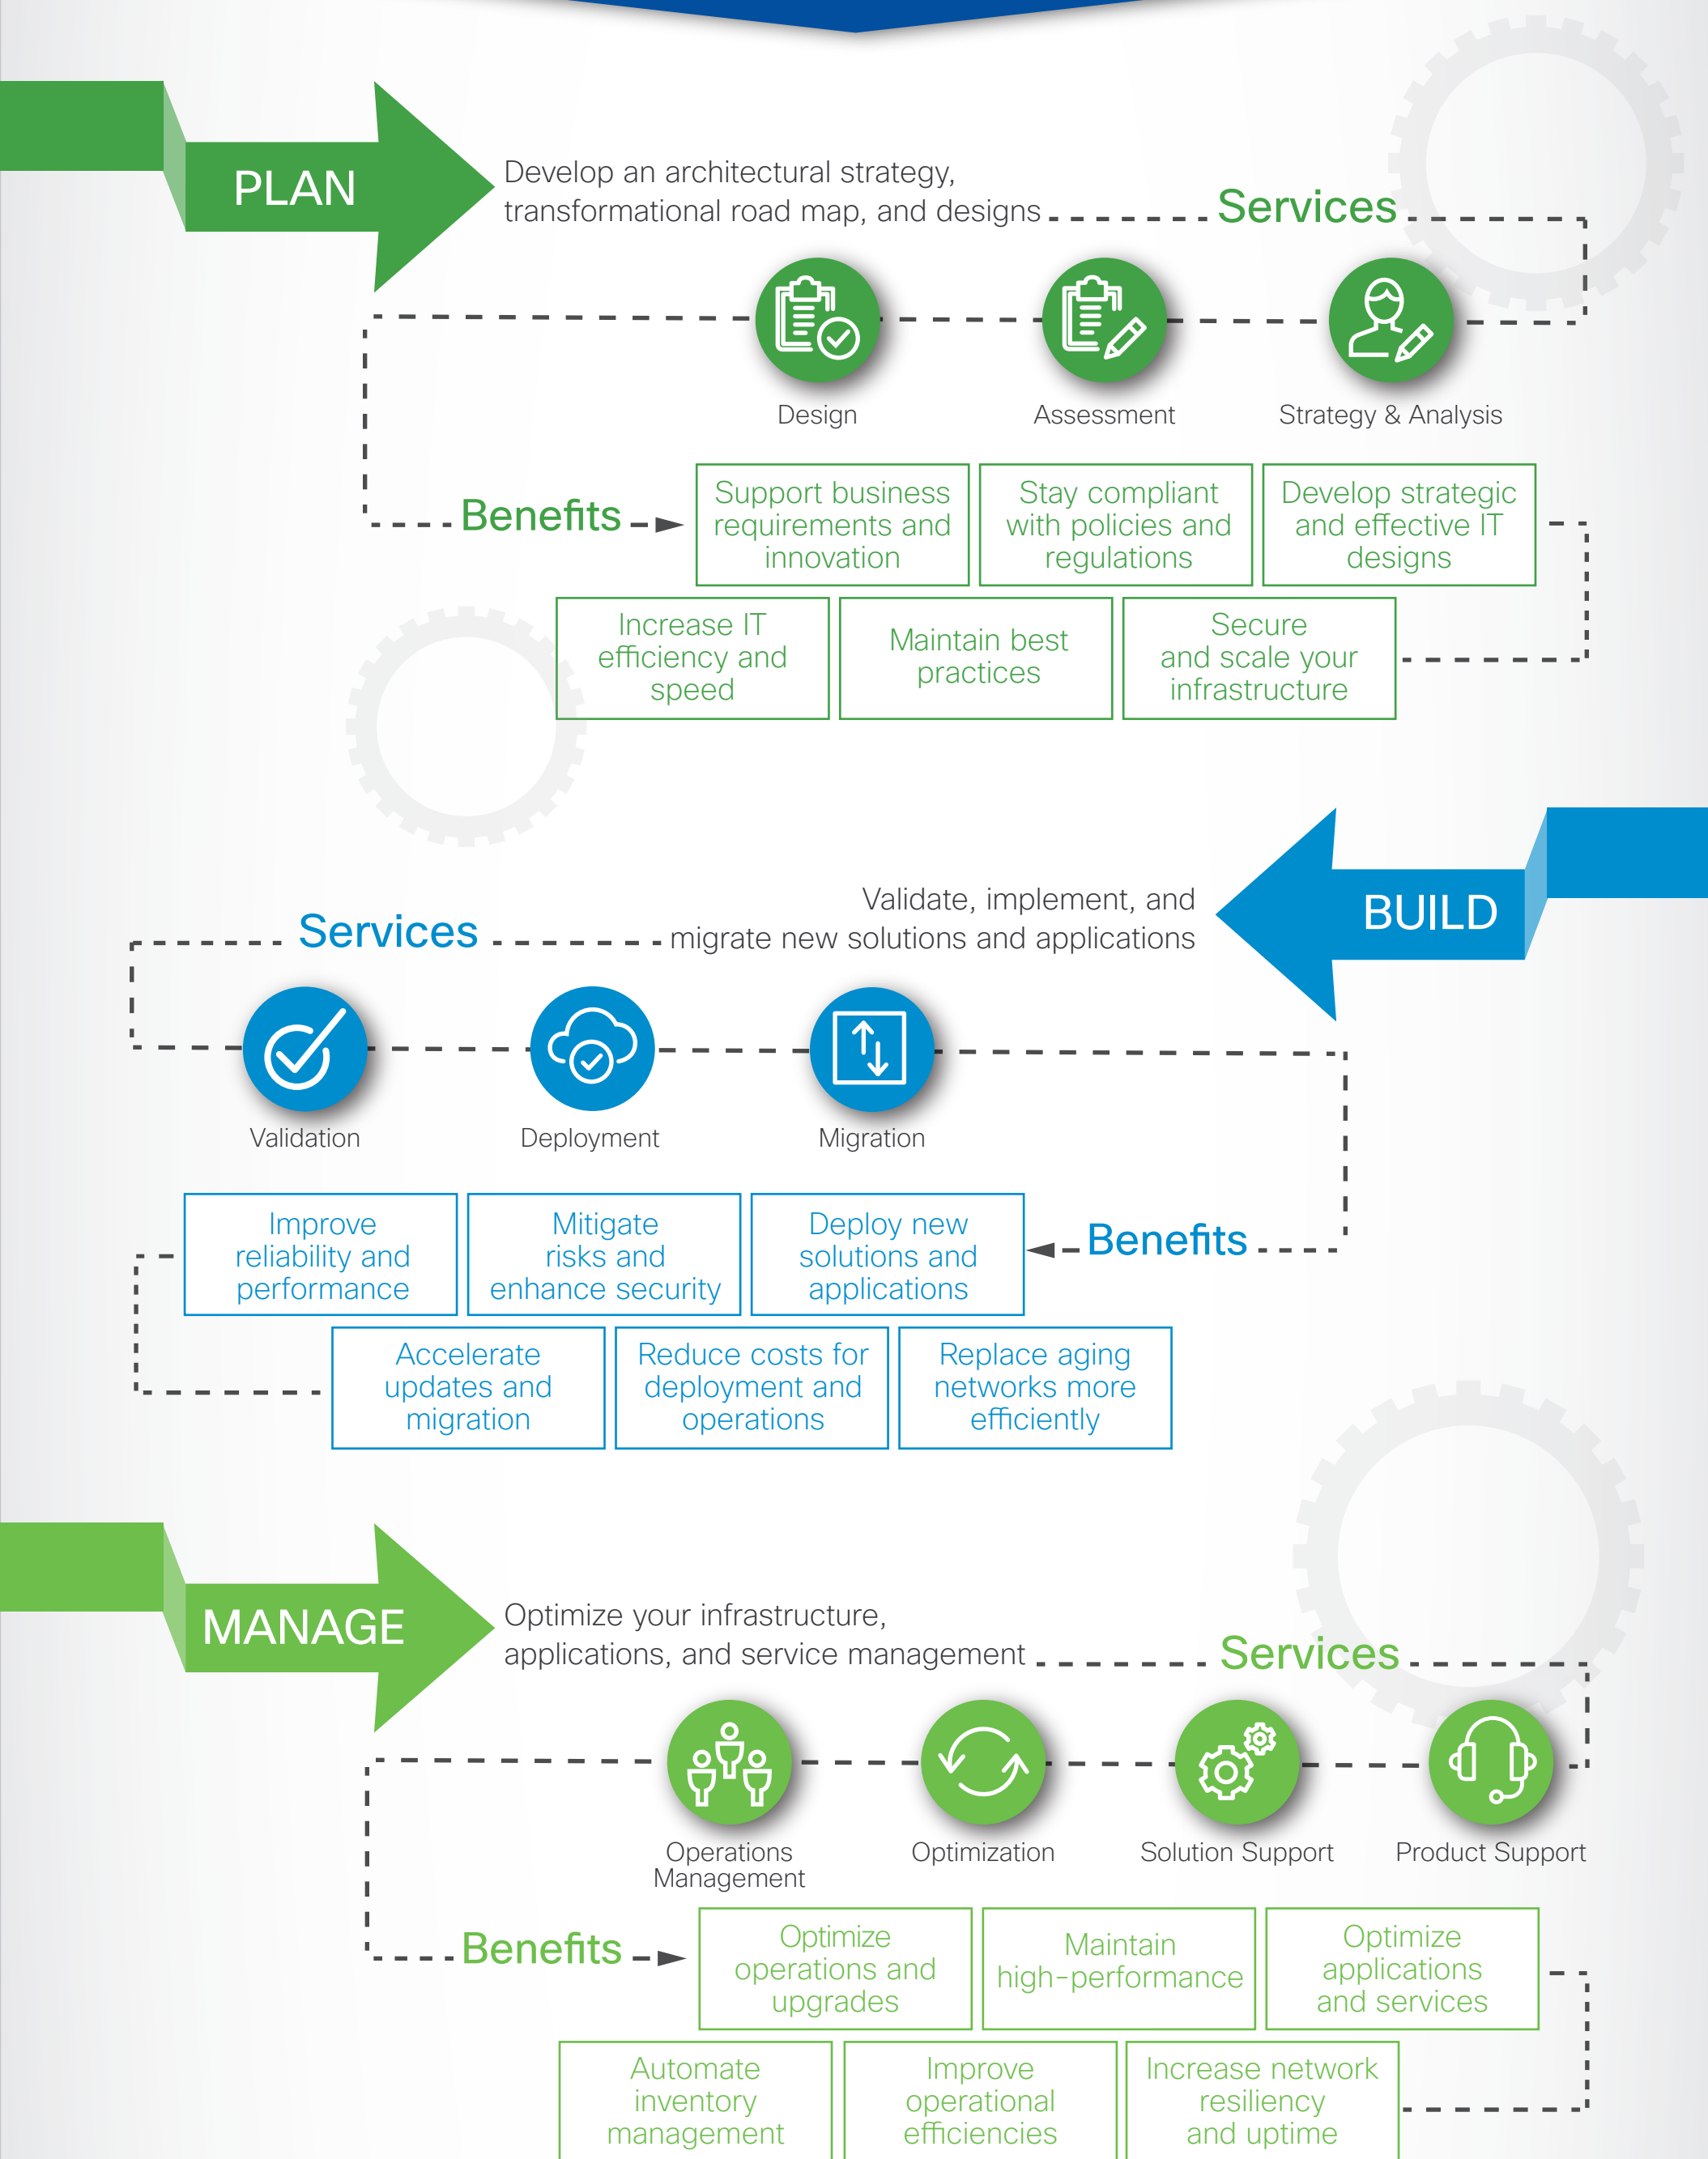 PLAN
Develop an architectural strategy,
transformational road map, and designs
Services
Design
Assessment
Strategy & Analysis
Benefits
Support business
requirements and
innovation
Stay compliant
with policies and
regulations
Develop strategic
and effective IT
designs
Increase IT
efficiency and
speed
Maintain best
practices
Secure
and scale your
infrastructure
BUILD
Validate, implement, and
migrate new solutions and applications
Services
Validation
Deployment
Migration
Benefits
Improve
reliability and
performance
Mitigate
risks and
enhance security
Deploy new
solutions and
applications
Accelerate
updates and
migration
Reduce costs for
deployment and
operations
Replace aging
networks more
efficiently
MANAGE
Optimize your infrastructure,
applications, and service management
Services
Operations
Management
Optimization
Solution Support
Product Support
Benefits
Optimize
operations and
upgrades
Maintain
high-performance
Optimize
applications
and services
Automate
inventory
management
Improve
operational
efficiencies
Increase network
resiliency
and uptime